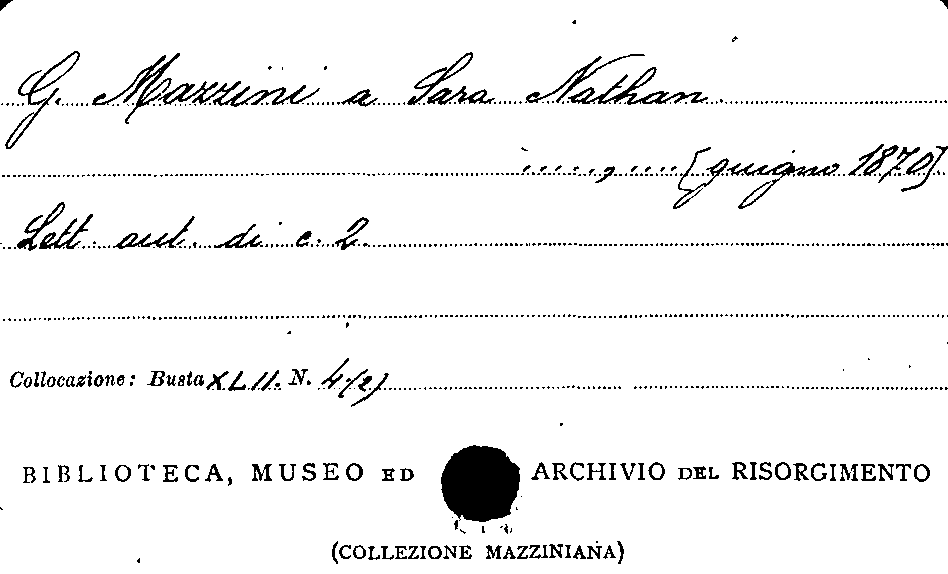 G. Mazzini a Sara Nathan.
....., .... [giugno 1870].
Lett. aut. di c. 2.
Collocazione: Busta XLII. N. 4(2)
BIBLIOTECA, MUSEO ED ARCHIVIO DEL RISORGIMENTO
(COLLEZIONE MAZZINIANA)